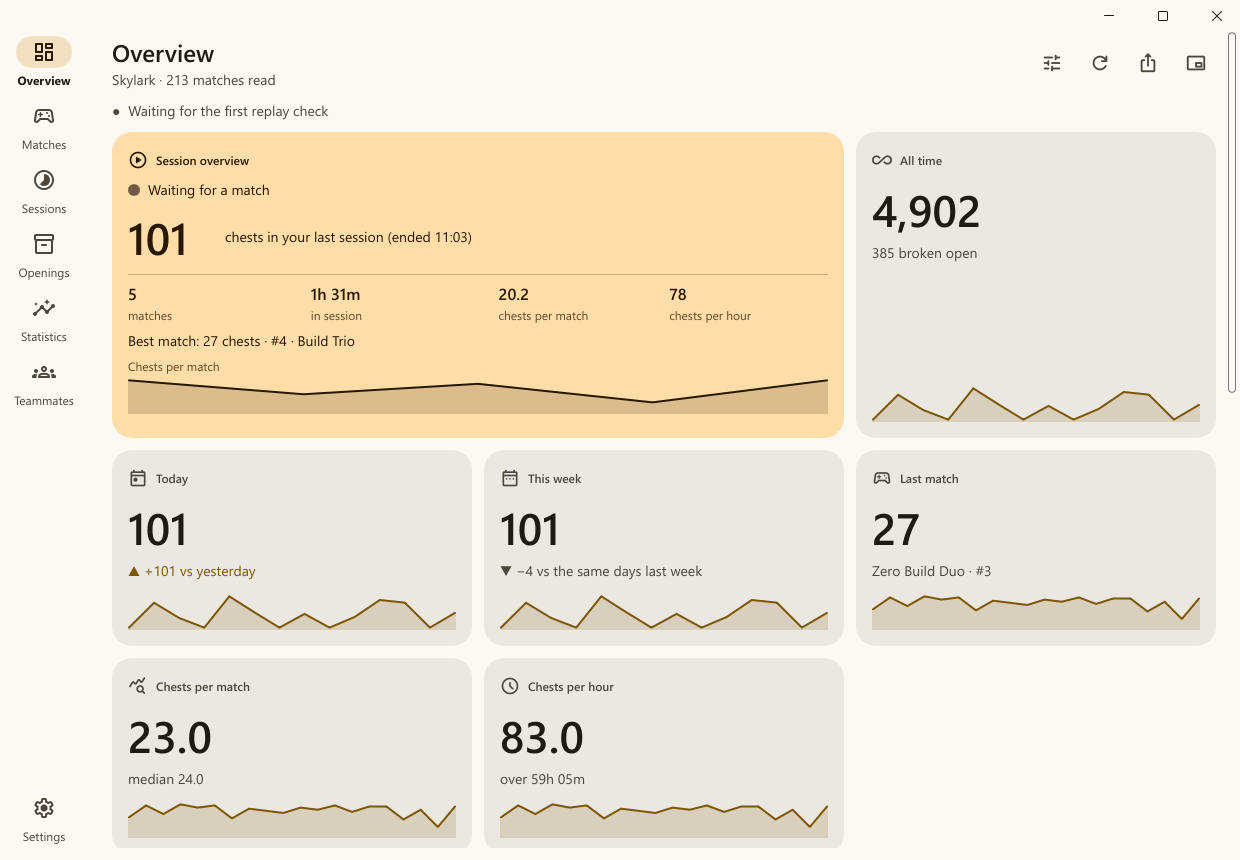 Overview
Matches
Sessions
Openings
Statistics
Teammates
Settings
Overview
Skylark · 213 matches read
Waiting for the first replay check
Session overview
Waiting for a match
101 chests in your last session (ended 11:03)
5 1h 31m 20.2 78
matches in session chests per match chests per hour
Best match: 27 chests · #4 · Build Trio
Chests per match
All time
4,902
385 broken open
Today
101
▲ +101 vs yesterday
This week
101
▼ −4 vs the same days last week
Last match
27
Zero Build Duo · #3
Chests per match
23.0
median 24.0
Chests per hour
83.0
over 59h 05m